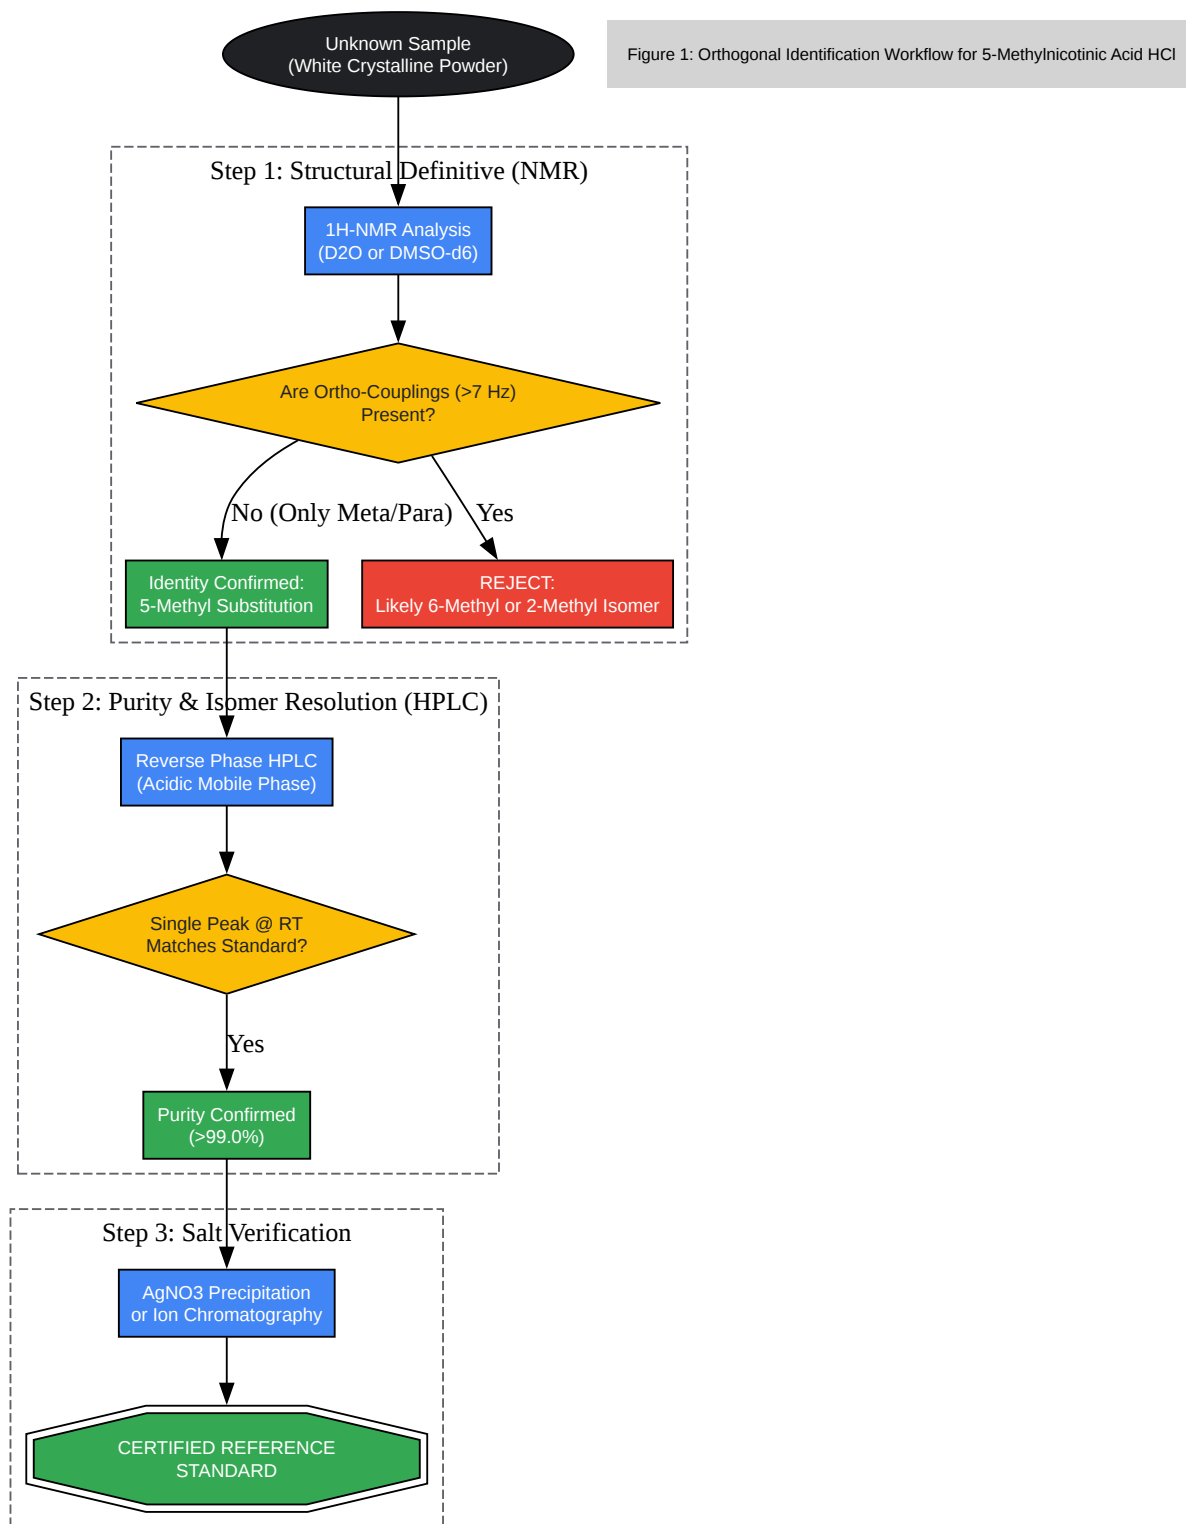 Unknown Sample
(White Crystalline Powder)
Figure 1: Orthogonal Identification Workflow for 5-Methylnicotinic Acid HCl
Step 1: Structural Definitive (NMR)
1H-NMR Analysis
(D2O or DMSO-d6)
Are Ortho-Couplings (>7 Hz)
Present?
No (Only Meta/Para)
Yes
Identity Confirmed:
5-Methyl Substitution
REJECT:
Likely 6-Methyl or 2-Methyl Isomer
Step 2: Purity & Isomer Resolution (HPLC)
Reverse Phase HPLC
(Acidic Mobile Phase)
Single Peak @ RT
Matches Standard?
Yes
Purity Confirmed
(>99.0%)
Step 3: Salt Verification
AgNO3 Precipitation
or Ion Chromatography
CERTIFIED REFERENCE
STANDARD